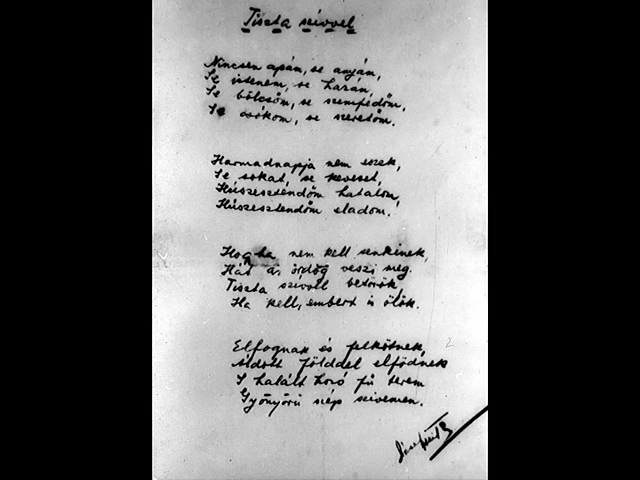 Tiszta szívvel
Nincsen apám, se anyám,
Se istenem, se hazám,
Se bölcsőm, se szemfedőm,
Se csókom, se szeretőm.
Harmadnapja nem eszek,
Se sokat, se keveset,
Húszesztendőm hatalom,
Húszesztendőm eladom.
Hogyha nem kell senkinek,
Hát az ördög veszi meg.
Tiszta szívvel betörök,
Ha kell, embert is ölök.
Elfognak és felkötnek,
Áldott földdel elfödnek
S halált hozó fű terem
Gyönyörű szép szivemen.